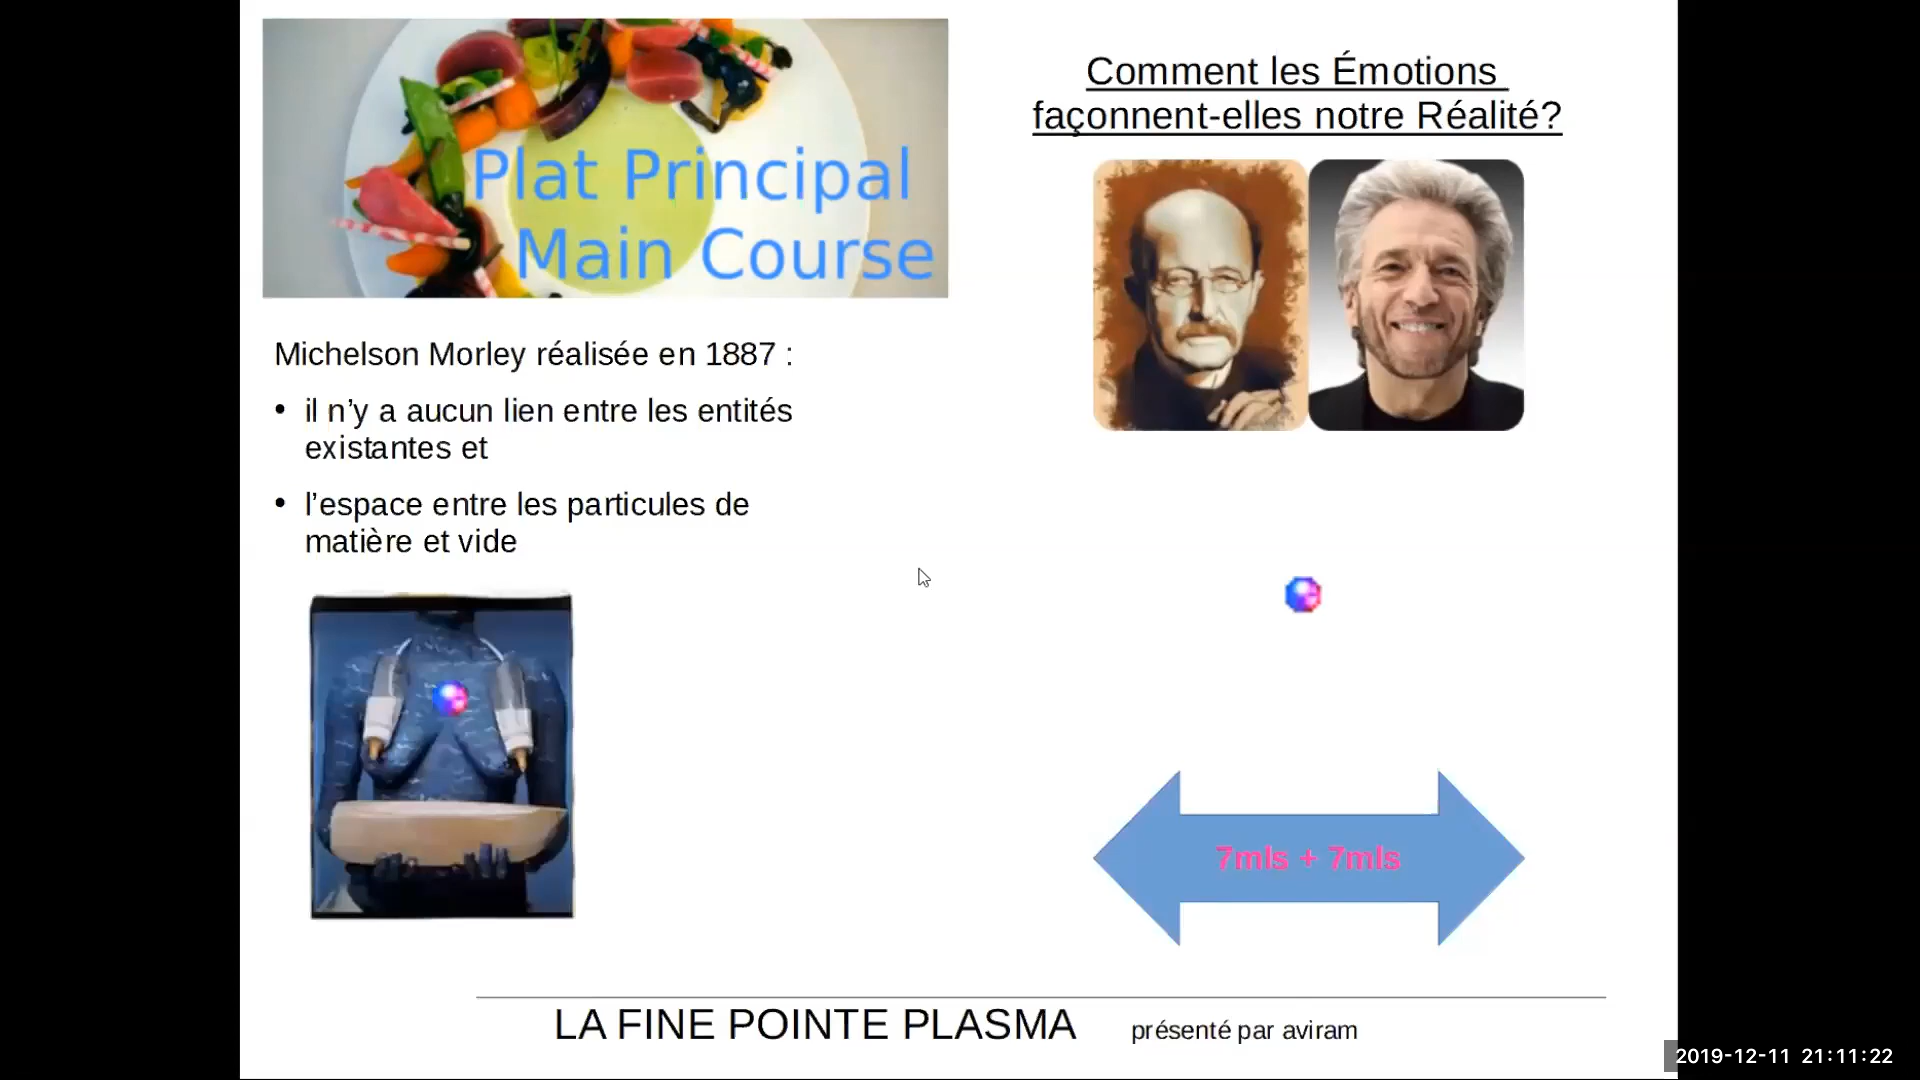 Plat Principal
Main Course
Comment les Émotions
façonnent-elles notre Réalité?
Michelson Morley réalisée en 1887 :
• il n’y a aucun lien entre les entités
existantes et
• l’espace entre les particules de
matière et vide
7mls + 7mls
LA FINE POINTE PLASMA présenté par aviram
2019-12-11 21:11:22